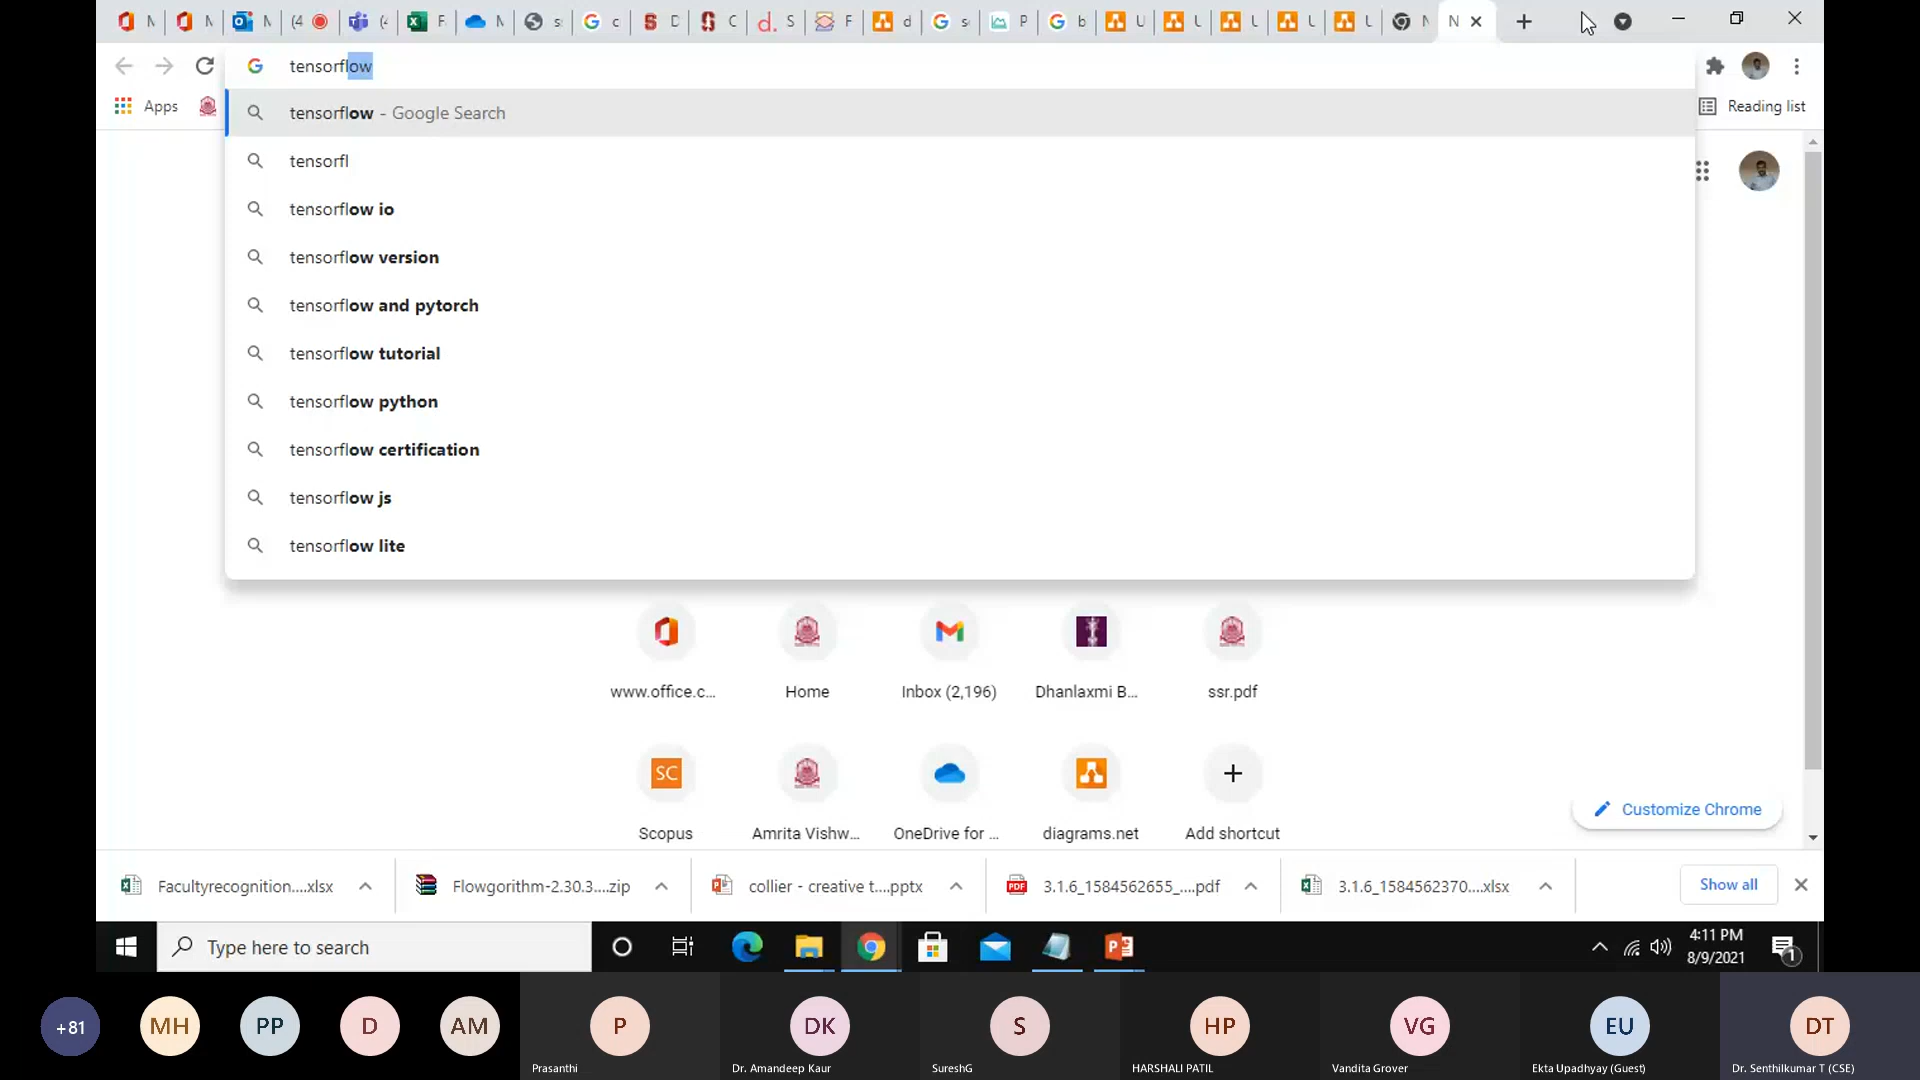 N
N
N
(4
(4
F
N
s
c
D
C
S
F
d
s
P
b
U
U
U
U
U
N
N
tensorflow
Apps
Reading list
tensorflow - Google Search
tensorfl
tensorflow io
tensorflow version
tensorflow and pytorch
tensorflow tutorial
tensorflow python
tensorflow certification
tensorflow js
tensorflow lite
www.office.c...
Home
Inbox (2,196)
Dhanlaxmi B...
ssr.pdf
SC
Scopus
Amrita Vishw...
OneDrive for ...
diagrams.net
Add shortcut
Customize Chrome
Facultyrecognition....xlsx
Flowgorithm-2.30.3....zip
collier - creative t....pptx
PDF
3.1.6_1584562655_....pdf
3.1.6_1584562370....xlsx
Show all
Type here to search
4:11 PM
8/9/2021
1
+81
MH
PP
D
AM
P
DK
S
HP
VG
EU
DT
Prasanthi
Dr. Amandeep Kaur
SureshG
HARSHALI PATIL
Vandita Grover
Ekta Upadhyay (Guest)
Dr. Senthilkumar T (CSE)